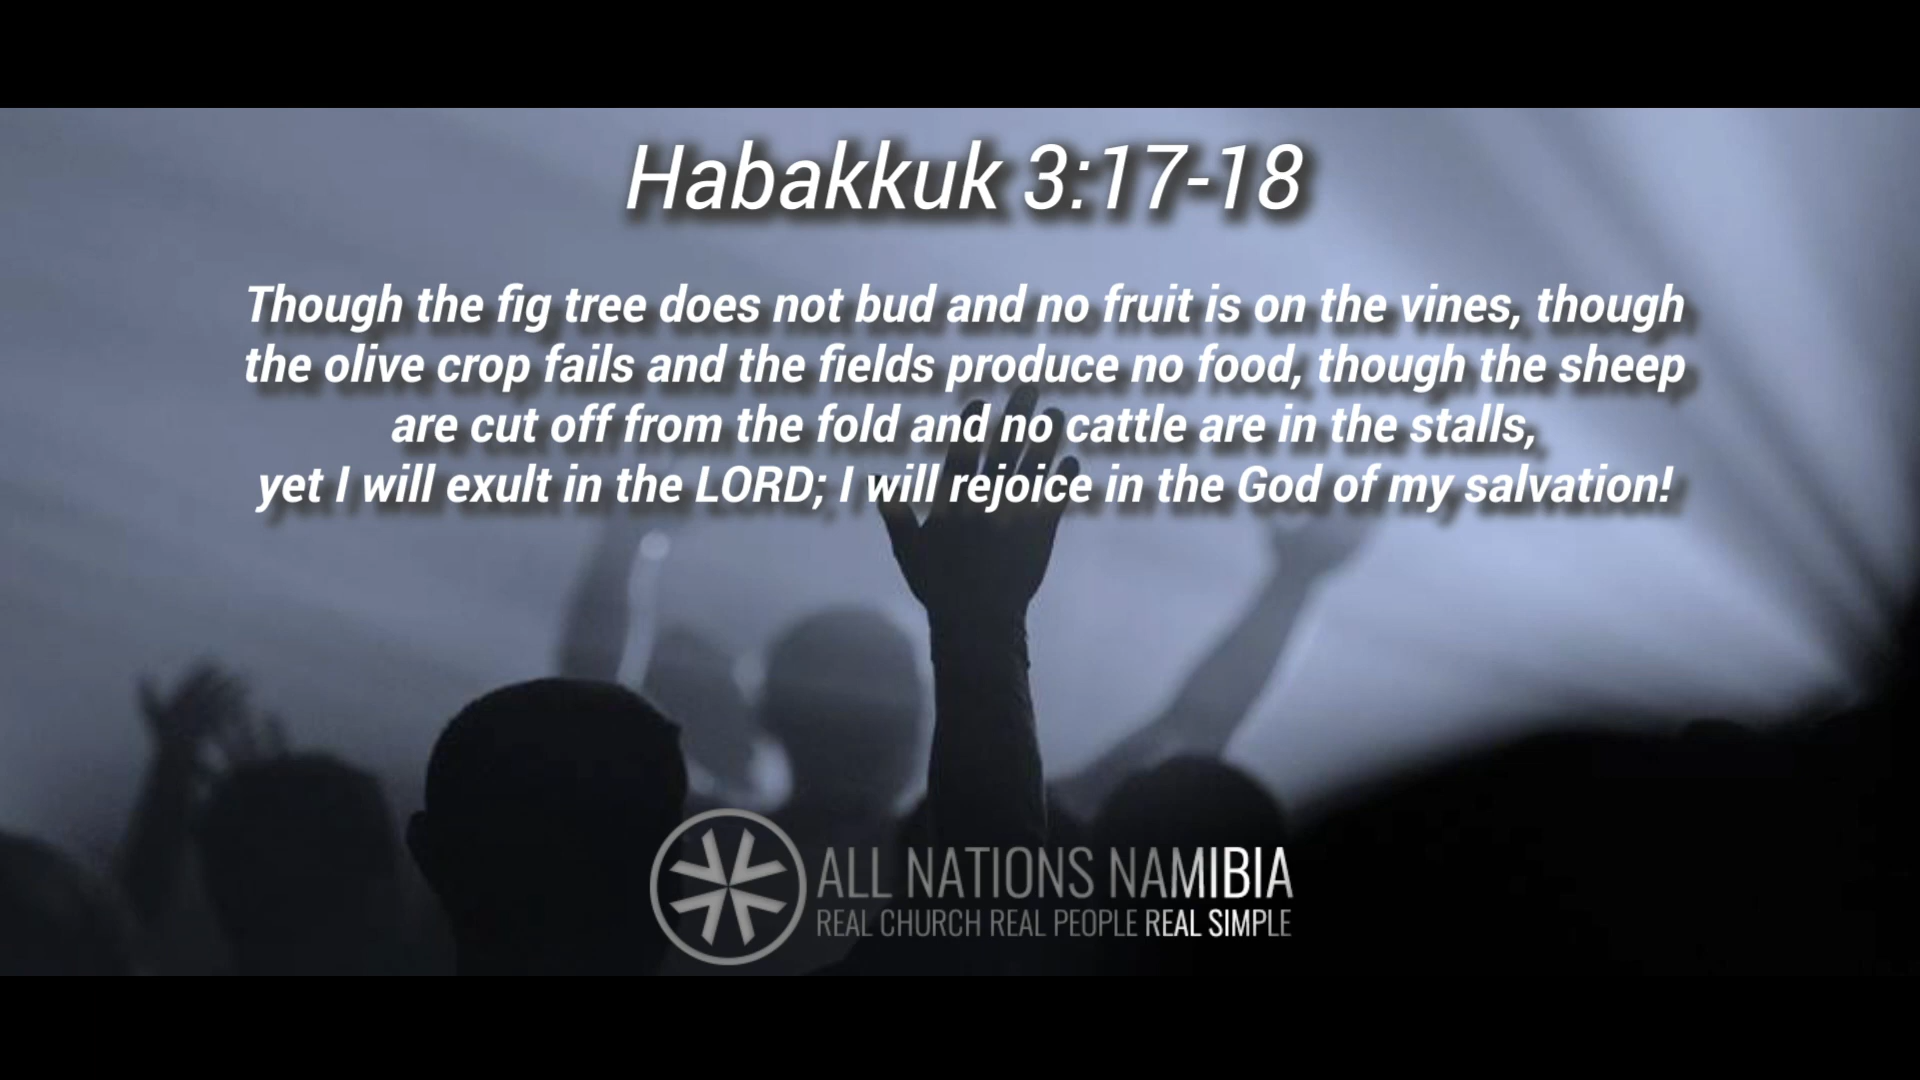 Habakkuk 3:17-18
Though the fig tree does not bud and no fruit is on the vines, though
the olive crop fails and the fields produce no food, though the sheep
are cut off from the fold and no cattle are in the stalls,
yet I will exult in the LORD; I will rejoice in the God of my salvation!
ALL NATIONS NAMIBIA
REAL CHURCH REAL PEOPLE REAL SIMPLE